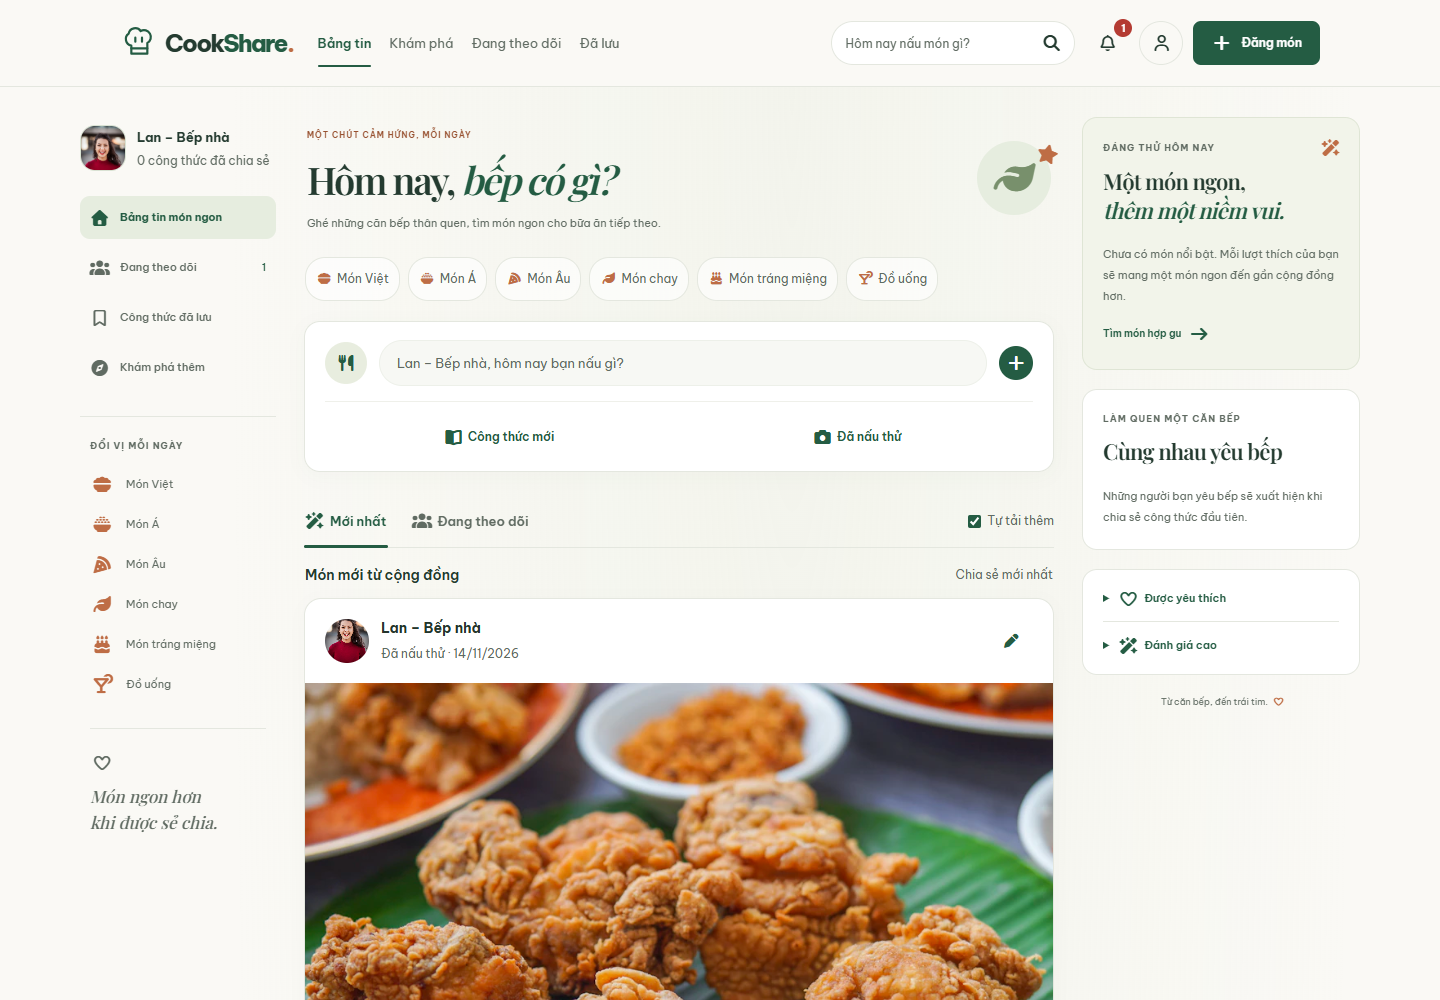 CookShare.
Bảng tin
Khám phá
Đang theo dõi
Đã lưu
Hôm nay nấu món gì?
1
Đăng món
Lan – Bếp nhà
0 công thức đã chia sẻ
Bảng tin món ngon
Đang theo dõi 1
Công thức đã lưu
Khám phá thêm
ĐỔI VỊ MỖI NGÀY
Món Việt
Món Á
Món Âu
Món chay
Món tráng miệng
Đồ uống
Món ngon hơn
khi được sẻ chia.
MỘT CHÚT CẢM HỨNG, MỖI NGÀY
Hôm nay, bếp có gì?
Ghé những căn bếp thân quen, tìm món ngon cho bữa ăn tiếp theo.
Món Việt
Món Á
Món Âu
Món chay
Món tráng miệng
Đồ uống
Lan – Bếp nhà, hôm nay bạn nấu gì?
Công thức mới
Đã nấu thử
Mới nhất
Đang theo dõi
Tự tải thêm
Món mới từ cộng đồng
Chia sẻ mới nhất
Lan – Bếp nhà
Đã nấu thử · 14/11/2026
ĐÁNG THỬ HÔM NAY
Một món ngon,
thêm một niềm vui.
Chưa có món nổi bật. Mỗi lượt thích của bạn
sẽ mang một món ngon đến gần cộng đồng
hơn.
Tìm món hợp gu
LÀM QUEN MỘT CĂN BẾP
Cùng nhau yêu bếp
Những người bạn yêu bếp sẽ xuất hiện khi
chia sẻ công thức đầu tiên.
Được yêu thích
Đánh giá cao
Từ căn bếp, đến trái tim.